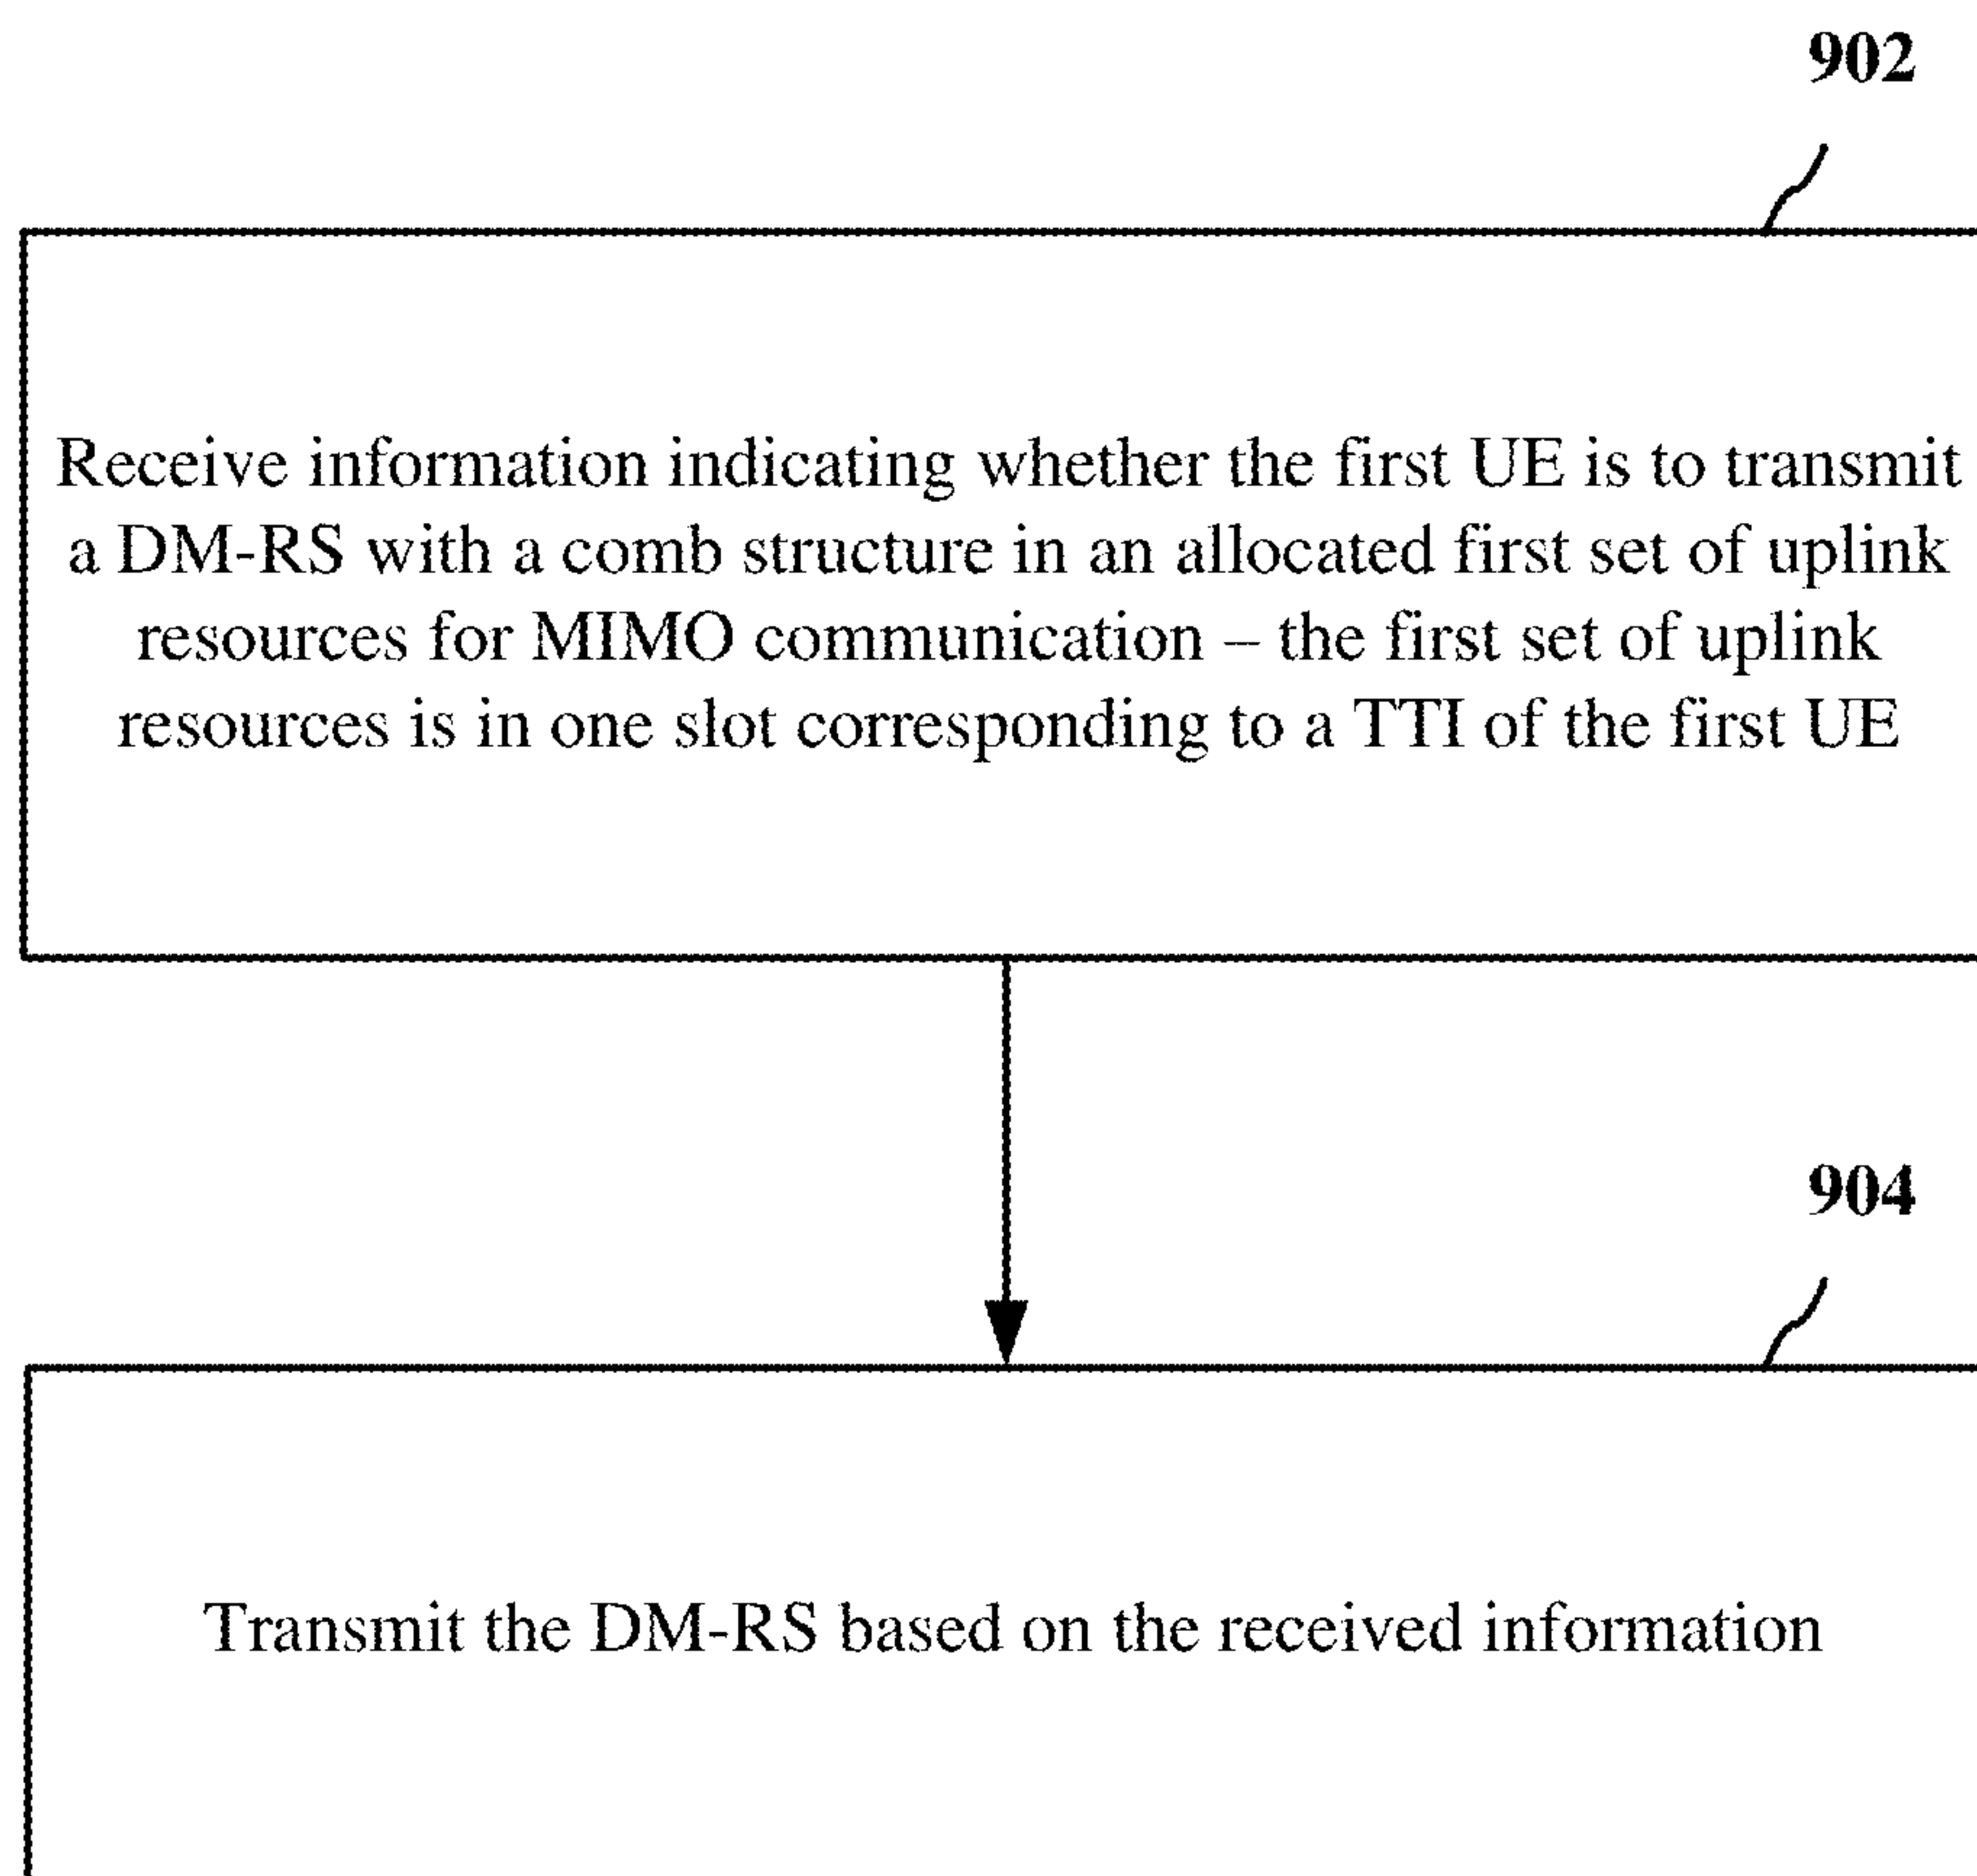 902
Receive information indicating whether the first UE is to transmit
a DM-RS with a comb structure in an allocated first set of uplink
resources for MIMO communication – the first set of uplink
resources is in one slot corresponding to a TTI of the first UE
904
Transmit the DM-RS based on the received information